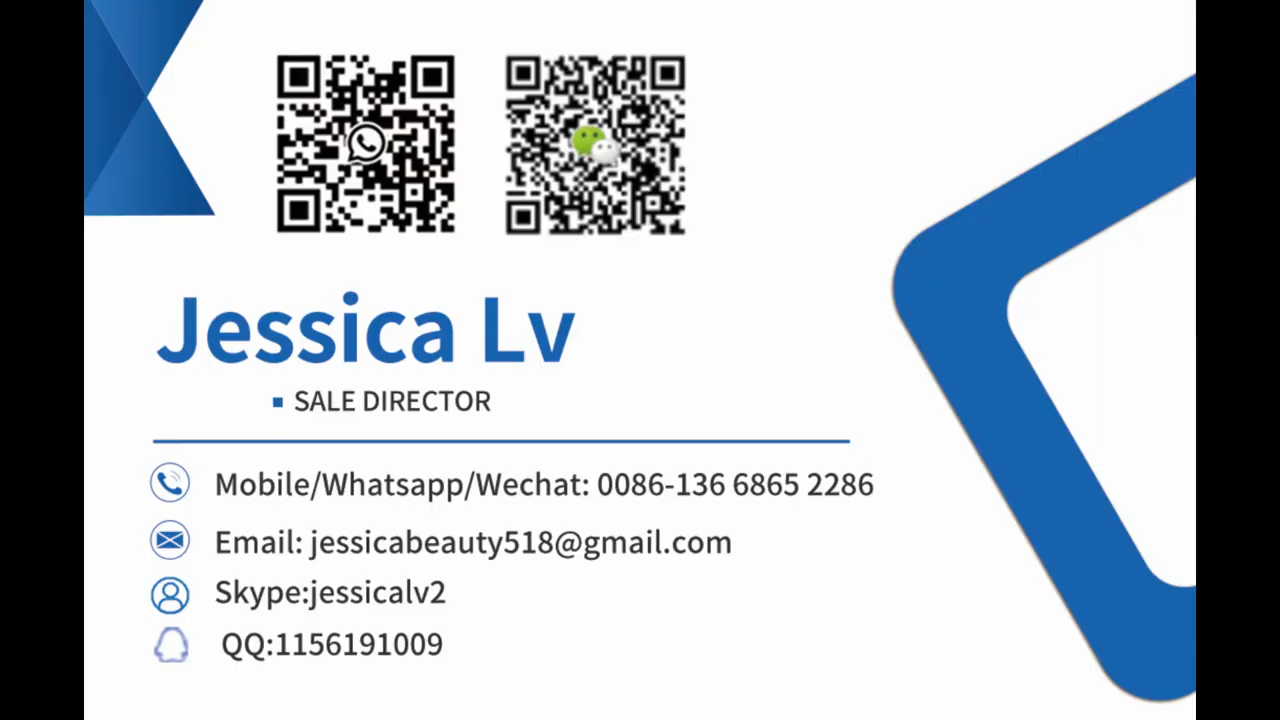 Jessica Lv
SALE DIRECTOR
Mobile/Whatsapp/Wechat: 0086-136 6865 2286
Email: jessicabeauty518@gmail.com
Skype:jessicalv2
QQ:1156191009